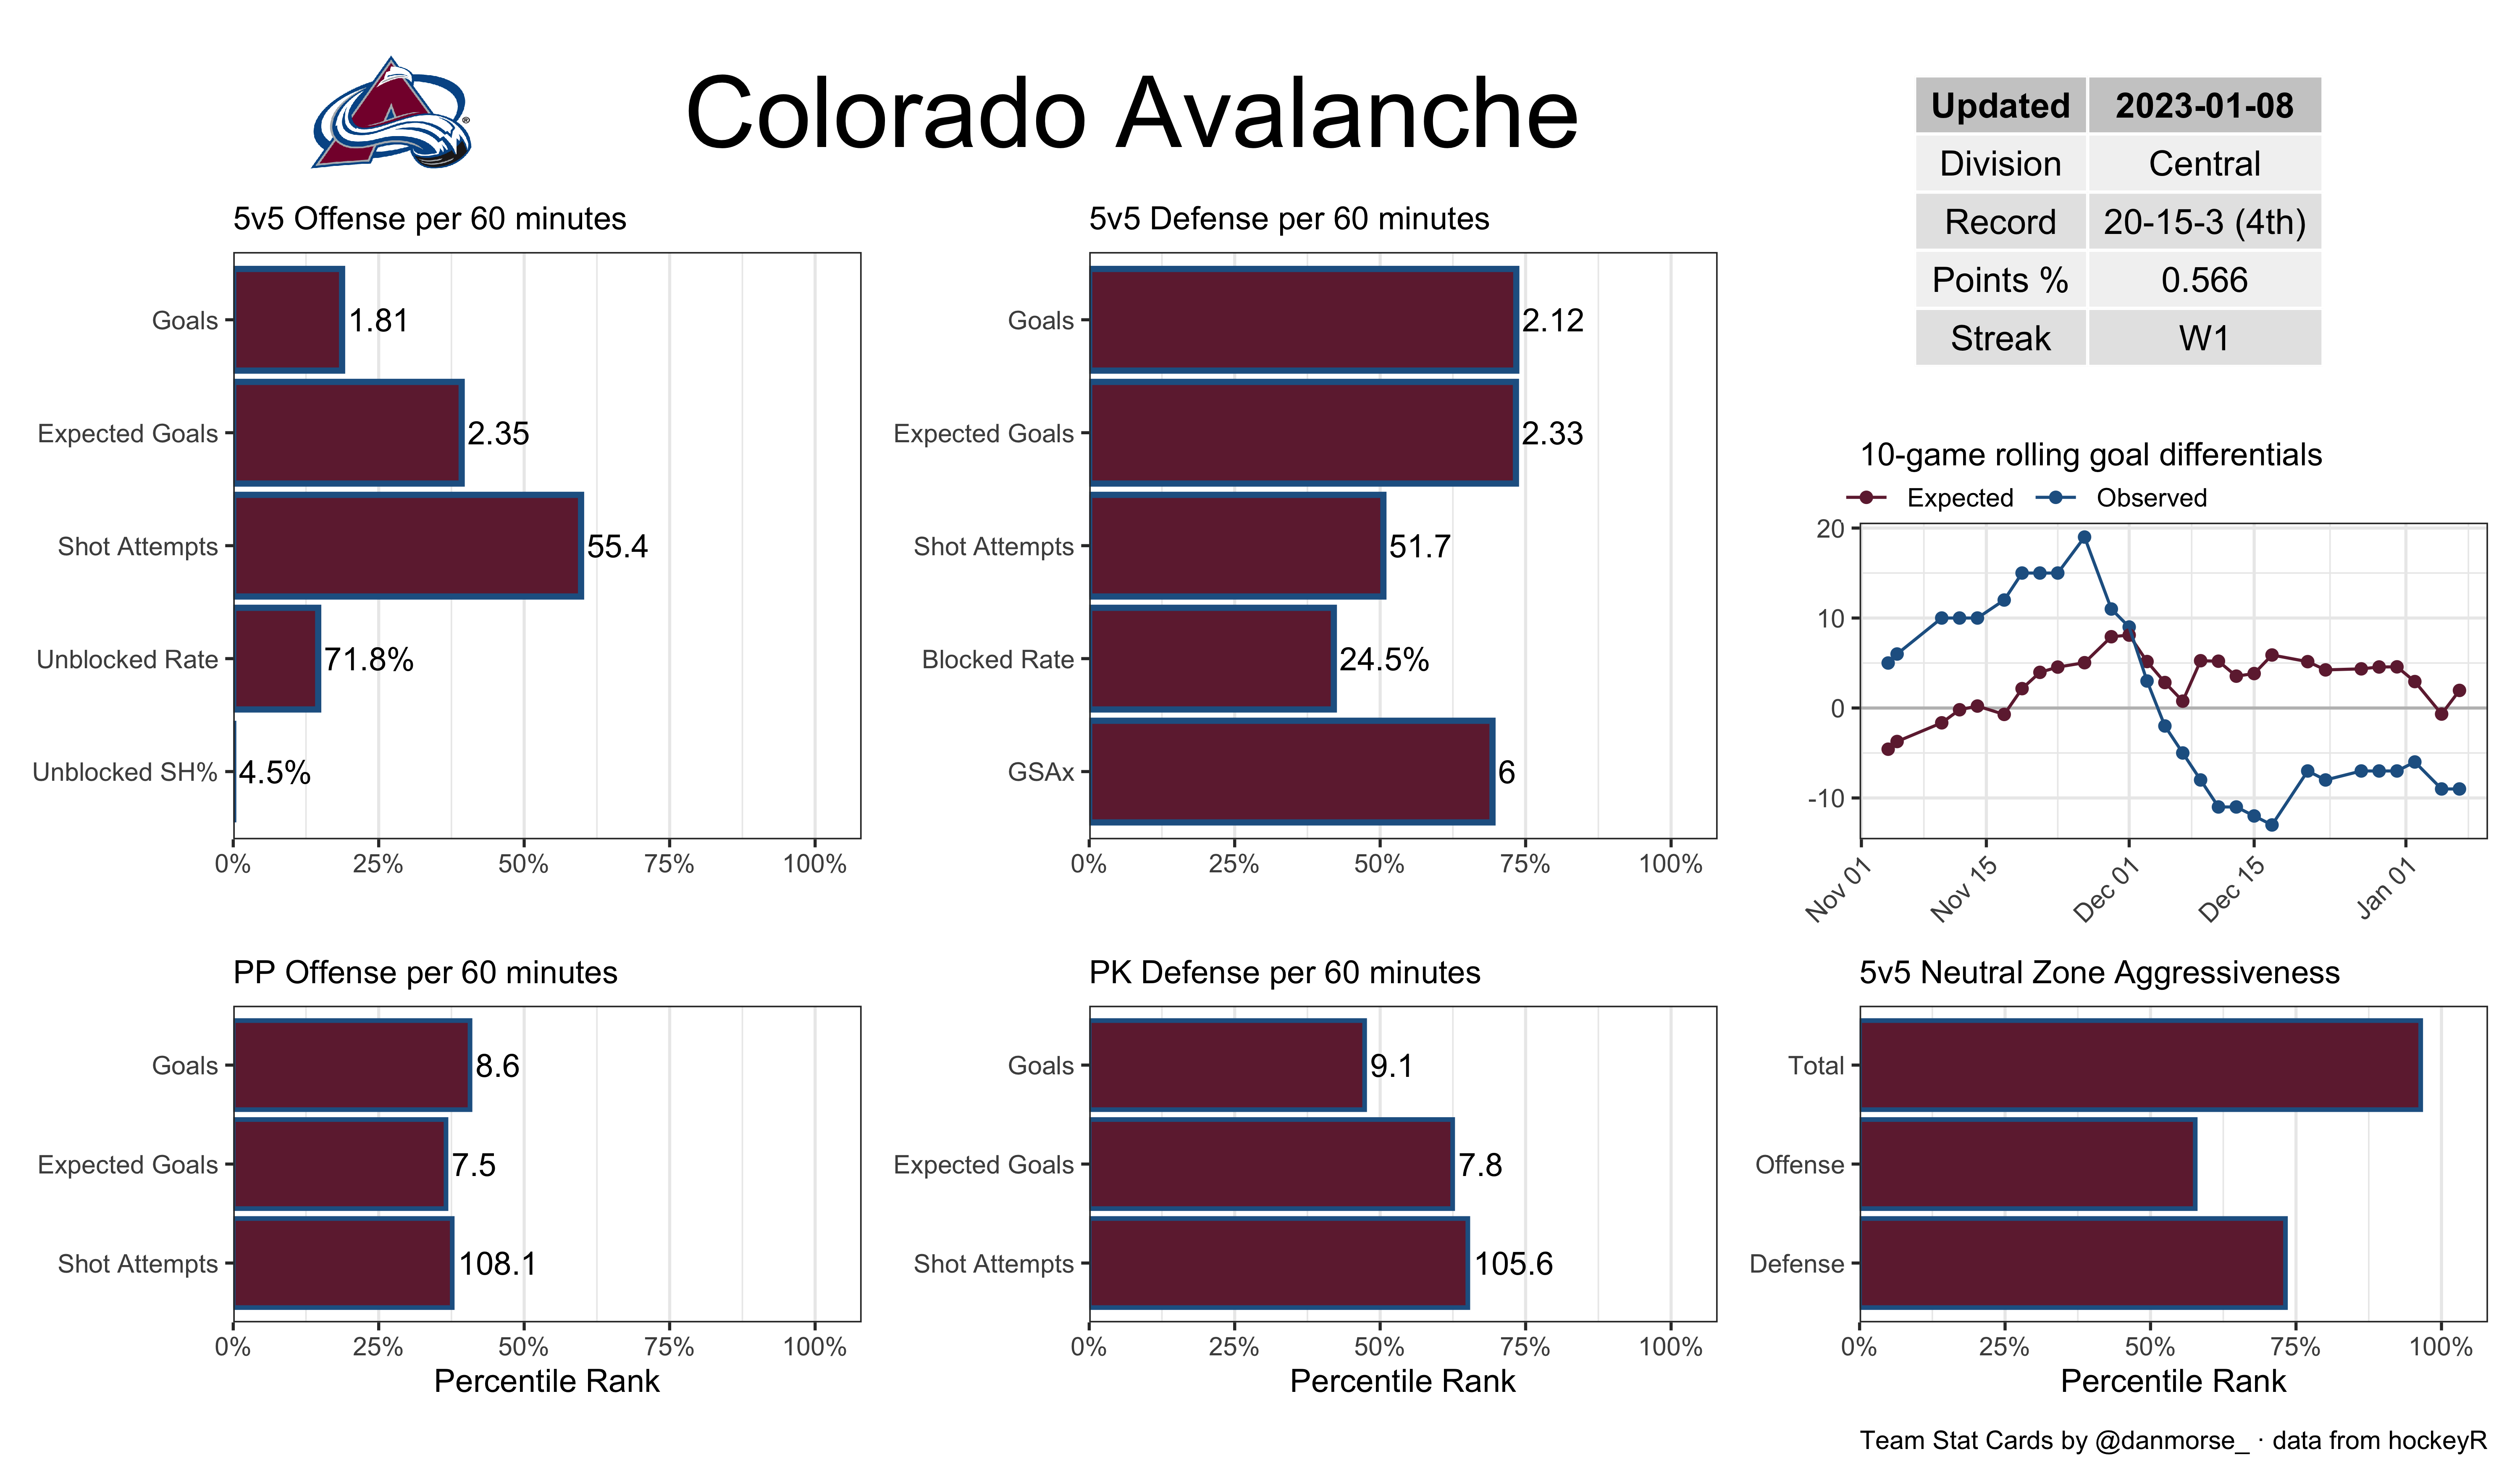 Colorado Avalanche
®
Updated 2023-01-08
Division Central
Record 20-15-3 (4th)
Points % 0.566
Streak W1
5v5 Offense per 60 minutes
Goals 1.81
Expected Goals 2.35
Shot Attempts 55.4
Unblocked Rate 71.8%
Unblocked SH% 4.5%
0% 25% 50% 75% 100%
5v5 Defense per 60 minutes
Goals 2.12
Expected Goals 2.33
Shot Attempts 51.7
Blocked Rate 24.5%
GSAx 6
0% 25% 50% 75% 100%
10-game rolling goal differentials
Expected Observed
20
10
0
-10
Nov 01 Nov 15 Dec 01 Dec 15 Jan 01
PP Offense per 60 minutes
Goals 8.6
Expected Goals 7.5
Shot Attempts 108.1
0% 25% 50% 75% 100%
Percentile Rank
PK Defense per 60 minutes
Goals 9.1
Expected Goals 7.8
Shot Attempts 105.6
0% 25% 50% 75% 100%
Percentile Rank
5v5 Neutral Zone Aggressiveness
Total
Offense
Defense
0% 25% 50% 75% 100%
Percentile Rank
Team Stat Cards by @danmorse_ · data from hockeyR